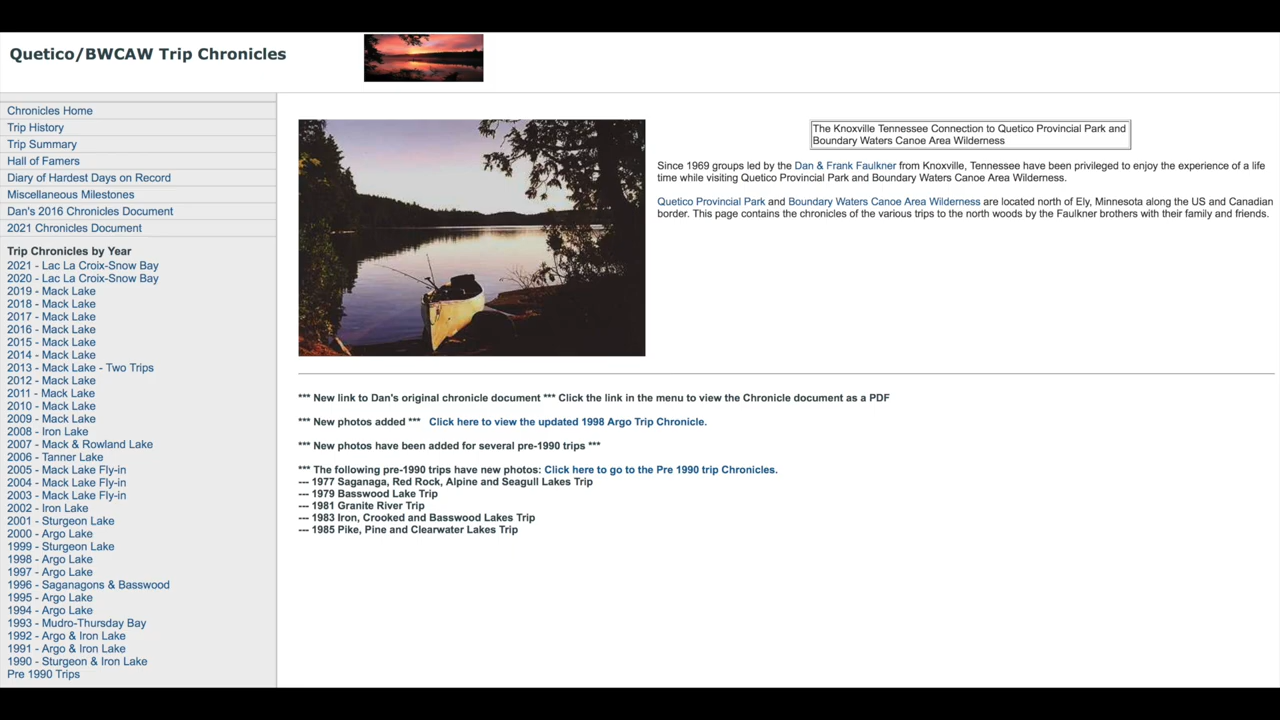 Quetico/BWCAW Trip Chronicles
Chronicles Home
Trip History
Trip Summary
Hall of Famers
Diary of Hardest Days on Record
Miscellaneous Milestones
Dan's 2016 Chronicles Document
2021 Chronicles Document
Trip Chronicles by Year
2021 - Lac La Croix-Snow Bay
2020 - Lac La Croix-Snow Bay
2019 - Mack Lake
2018 - Mack Lake
2017 - Mack Lake
2016 - Mack Lake
2015 - Mack Lake
2014 - Mack Lake
2013 - Mack Lake - Two Trips
2012 - Mack Lake
2011 - Mack Lake
2010 - Mack Lake
2009 - Mack Lake
2008 - Iron Lake
2007 - Mack & Rowland Lake
2006 - Tanner Lake
2005 - Mack Lake Fly-in
2004 - Mack Lake Fly-in
2003 - Mack Lake Fly-in
2002 - Iron Lake
2001 - Sturgeon Lake
2000 - Argo Lake
1999 - Sturgeon Lake
1998 - Argo Lake
1997 - Argo Lake
1996 - Saganagons & Basswood
1995 - Argo Lake
1994 - Argo Lake
1993 - Mudro-Thursday Bay
1992 - Argo & Iron Lake
1991 - Argo & Iron Lake
1990 - Sturgeon & Iron Lake
Pre 1990 Trips
The Knoxville Tennessee Connection to Quetico Provincial Park and
Boundary Waters Canoe Area Wilderness
Since 1969 groups led by the Dan & Frank Faulkner from Knoxville, Tennessee have been privileged to enjoy the experience of a life
time while visiting Quetico Provincial Park and Boundary Waters Canoe Area Wilderness.
Quetico Provincial Park and Boundary Waters Canoe Area Wilderness are located north of Ely, Minnesota along the US and Canadian
border. This page contains the chronicles of the various trips to the north woods by the Faulkner brothers with their family and friends.
*** New link to Dan's original chronicle document *** Click the link in the menu to view the Chronicle document as a PDF
*** New photos added *** Click here to view the updated 1998 Argo Trip Chronicle.
*** New photos have been added for several pre-1990 trips ***
*** The following pre-1990 trips have new photos: Click here to go to the Pre 1990 trip Chronicles.
--- 1977 Saganaga, Red Rock, Alpine and Seagull Lakes Trip
--- 1979 Basswood Lake Trip
--- 1981 Granite River Trip
--- 1983 Iron, Crooked and Basswood Lakes Trip
--- 1985 Pike, Pine and Clearwater Lakes Trip